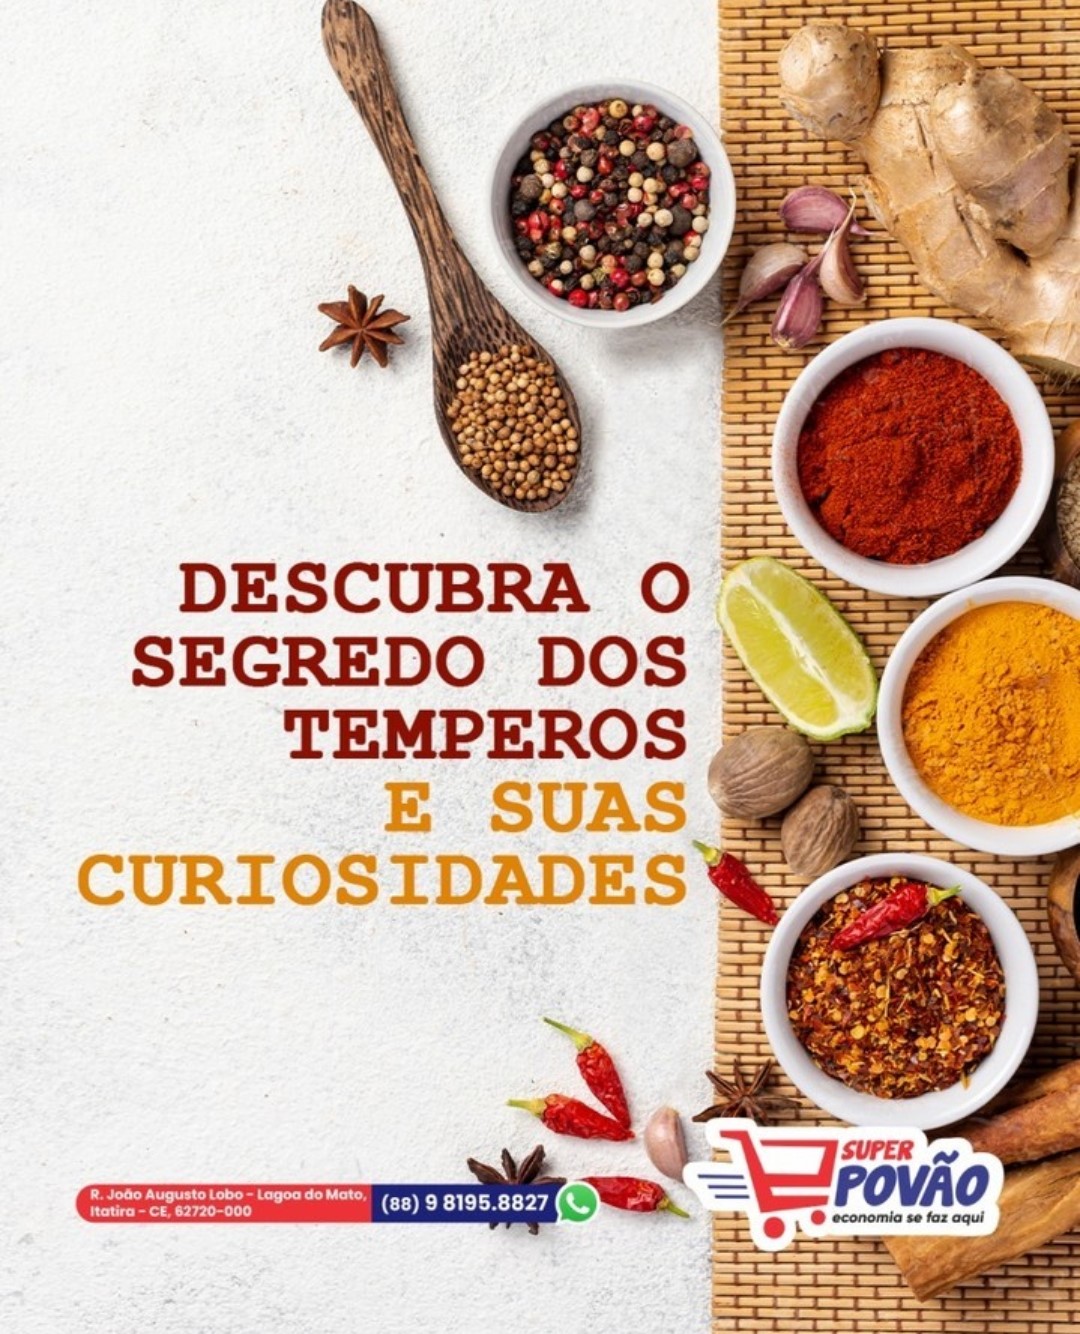 DESCUBRA O
SEGREDO DOS
TEMPEROS
E SUAS
CURIOSIDADES
R. João Augusto Lobo - Lagoa do Mato,
Itatira - CE, 62720-000
(88) 9 8195.8827
SUPER
POVÃO
economia se faz aqui